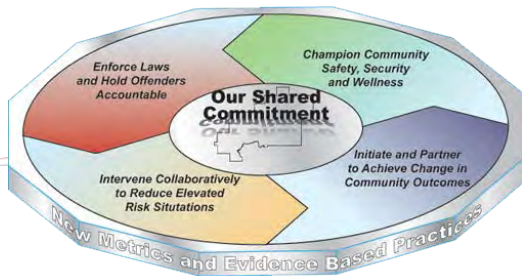 Enforce Laws
and Hold Offenders
Accountable
Champion Community
Safety, Security
and Wellness
Our Shared
Commitment
Intervene Collaboratively
to Reduce Elevated
Risk Situtations
Initiate and Partner
to Achieve Change in
Community Outcomes
New Metrics and Evidence Based Practices